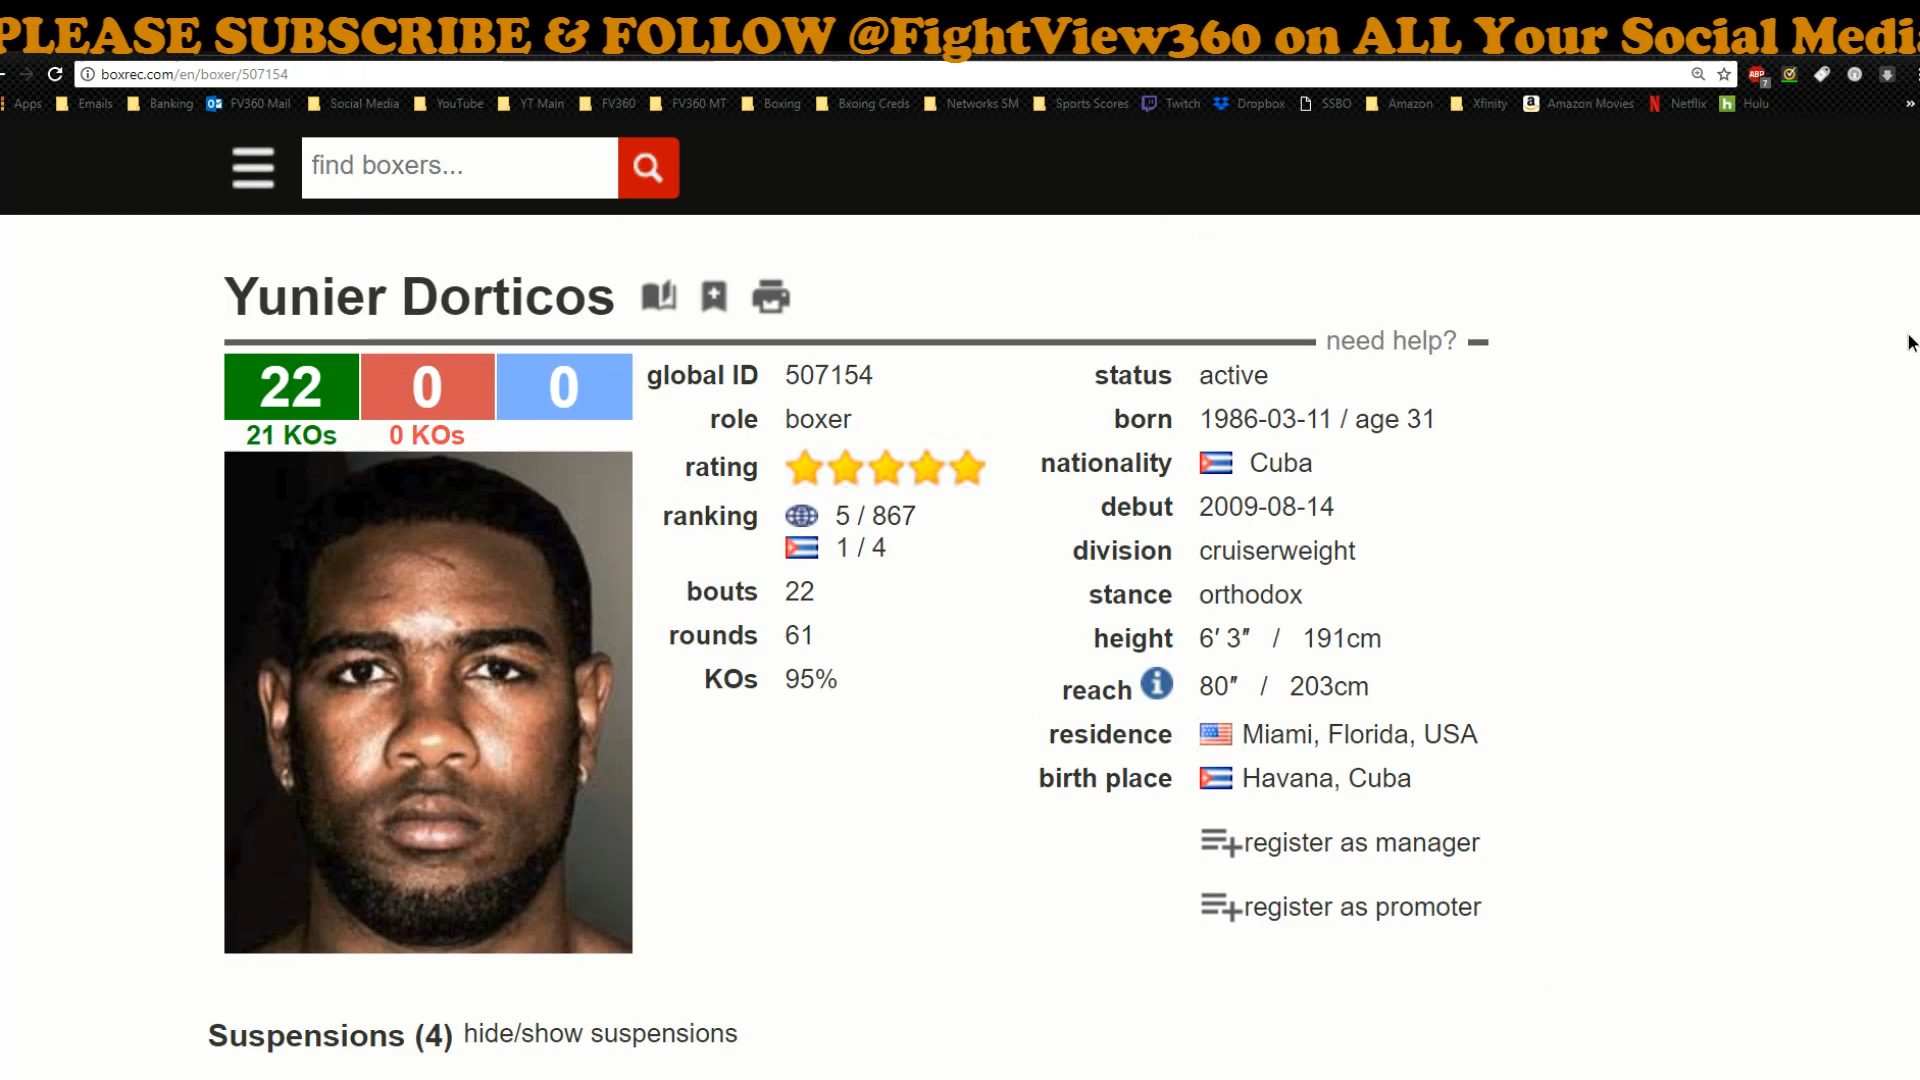 PLEASE SUBSCRIBE & FOLLOW @FightView360 on ALL Your Social Medi
boxrec.com/en/boxer/507154
ABP 7
Apps Emails Banking FV360 Mail Social Media YouTube YT Main FV360 FV360 MT Boxing Bxoing Creds Networks SM Sports Scores Twitch Dropbox SSBO Amazon Xfinity Amazon Movies Netflix Hulu »
find boxers...
Yunier Dorticos
need help?
22 0 0
21 KOs 0 KOs
global ID 507154
role boxer
rating
ranking 5 / 867
1 / 4
bouts 22
rounds 61
KOs 95%
status active
born 1986-03-11 / age 31
nationality Cuba
debut 2009-08-14
division cruiserweight
stance orthodox
height 6′ 3″ / 191cm
reach 80″ / 203cm
residence Miami, Florida, USA
birth place Havana, Cuba
register as manager
register as promoter
Suspensions (4) hide/show suspensions